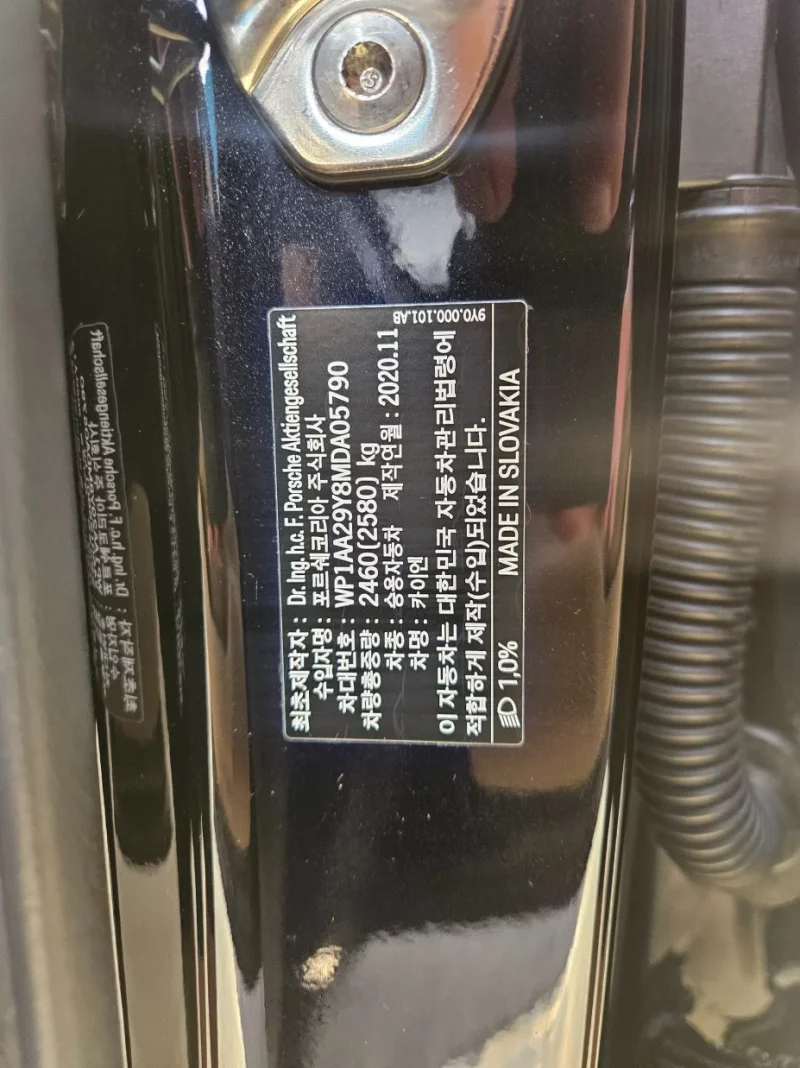 최초제작자 : Dr. Ing. h.c. F. Porsche Aktiengesellschaft
수입자명 : 포르쉐코리아 주식회사
차대번호 : WP1AA29Y8MDA05790
차량총중량 : 2460(2580) kg
차종 : 승용자동차 제작연월 : 2020.11
차명 : 카이엔
이 자동차는 대한민국 자동차관리법령에
적합하게 제작(수입)되었습니다.
1,0% MADE IN SLOVAKIA
9Y0.000.101.AB